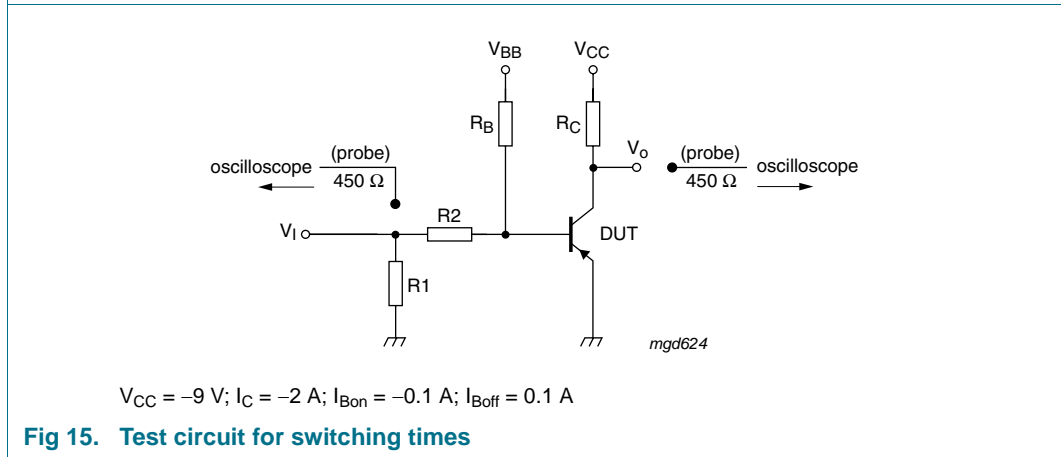 VBB
VCC
RB
RC
Vo
(probe)
450 Ω
oscilloscope
(probe)
450 Ω
oscilloscope
R2
VI
DUT
R1
mgd624
VCC = −9 V; IC = −2 A; IBon = −0.1 A; IBoff = 0.1 A
Fig 15. Test circuit for switching times